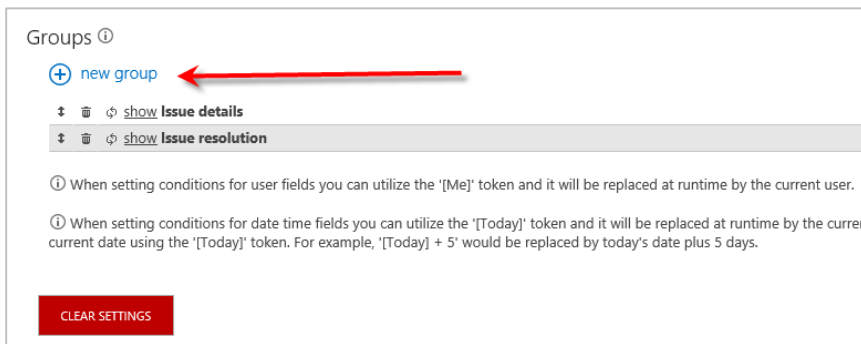 Groups ⓘ
new group
show Issue details
show Issue resolution
ⓘ When setting conditions for user fields you can utilize the '[Me]' token and it will be replaced at runtime by the current user.
ⓘ When setting conditions for date time fields you can utilize the '[Today]' token and it will be replaced at runtime by the
current date using the '[Today]' token. For example, '[Today] + 5' would be replaced by today's date plus 5 days.
CLEAR SETTINGS